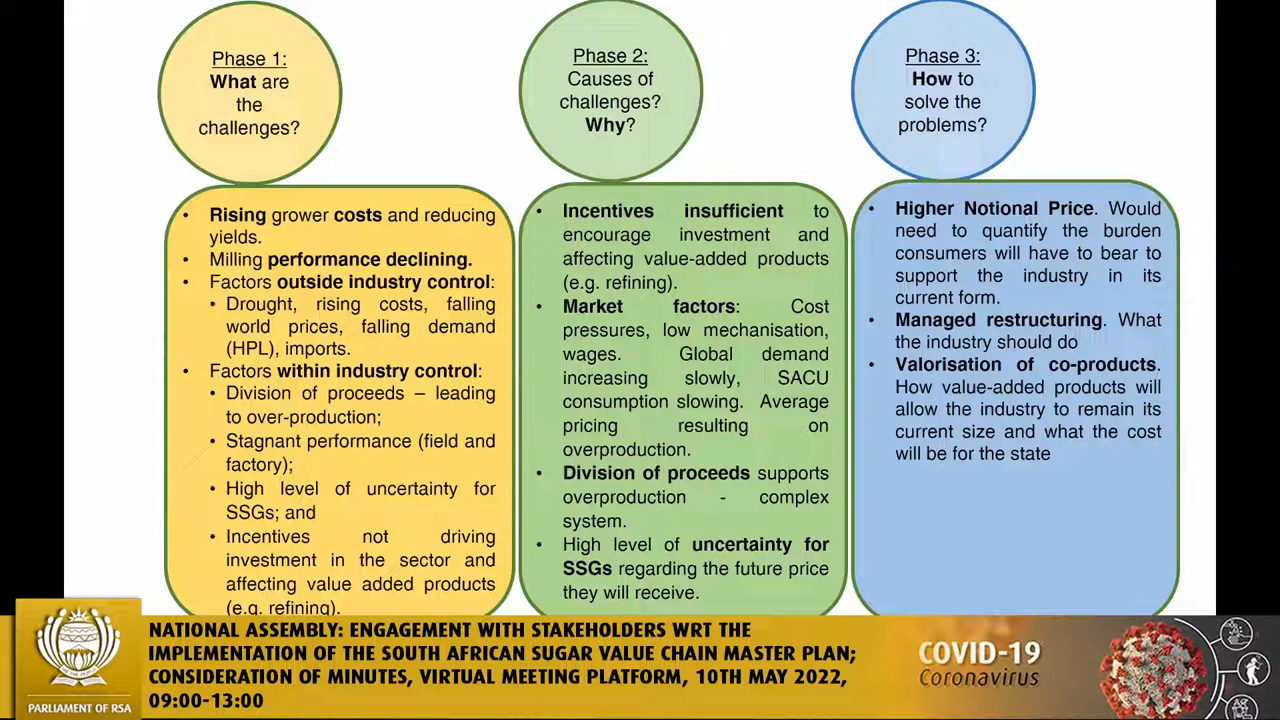 Phase 1:
What are
the
challenges?
• Rising grower costs and reducing
yields.
• Milling performance declining.
• Factors outside industry control:
• Drought, rising costs, falling
world prices, falling demand
(HPL), imports.
• Factors within industry control:
• Division of proceeds – leading
to over-production;
• Stagnant performance (field and
factory);
• High level of uncertainty for
SSGs; and
• Incentives not driving
investment in the sector and
affecting value added products
(e.g. refining).
Phase 2:
Causes of
challenges?
Why?
• Incentives insufficient to
encourage investment and
affecting value-added products
(e.g. refining).
• Market factors: Cost
pressures, low mechanisation,
wages. Global demand
increasing slowly, SACU
consumption slowing. Average
pricing resulting on
overproduction.
• Division of proceeds supports
overproduction - complex
system.
• High level of uncertainty for
SSGs regarding the future price
they will receive.
Phase 3:
How to
solve the
problems?
• Higher Notional Price. Would
need to quantify the burden
consumers will have to bear to
support the industry in its
current form.
• Managed restructuring. What
the industry should do
• Valorisation of co-products.
How value-added products will
allow the industry to remain its
current size and what the cost
will be for the state
PARLIAMENT OF RSA
NATIONAL ASSEMBLY: ENGAGEMENT WITH STAKEHOLDERS WRT THE
IMPLEMENTATION OF THE SOUTH AFRICAN SUGAR VALUE CHAIN MASTER PLAN;
CONSIDERATION OF MINUTES, VIRTUAL MEETING PLATFORM, 10TH MAY 2022,
09:00-13:00
COVID-19
Coronavirus